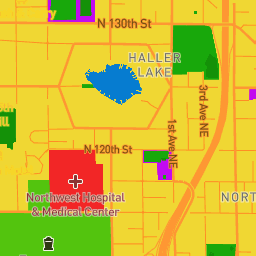 N 130th St
HALLER
LAKE
3rd Ave NE
1st Ave NE
N 120th St
Northwest Hospital
& Medical Center
NORT